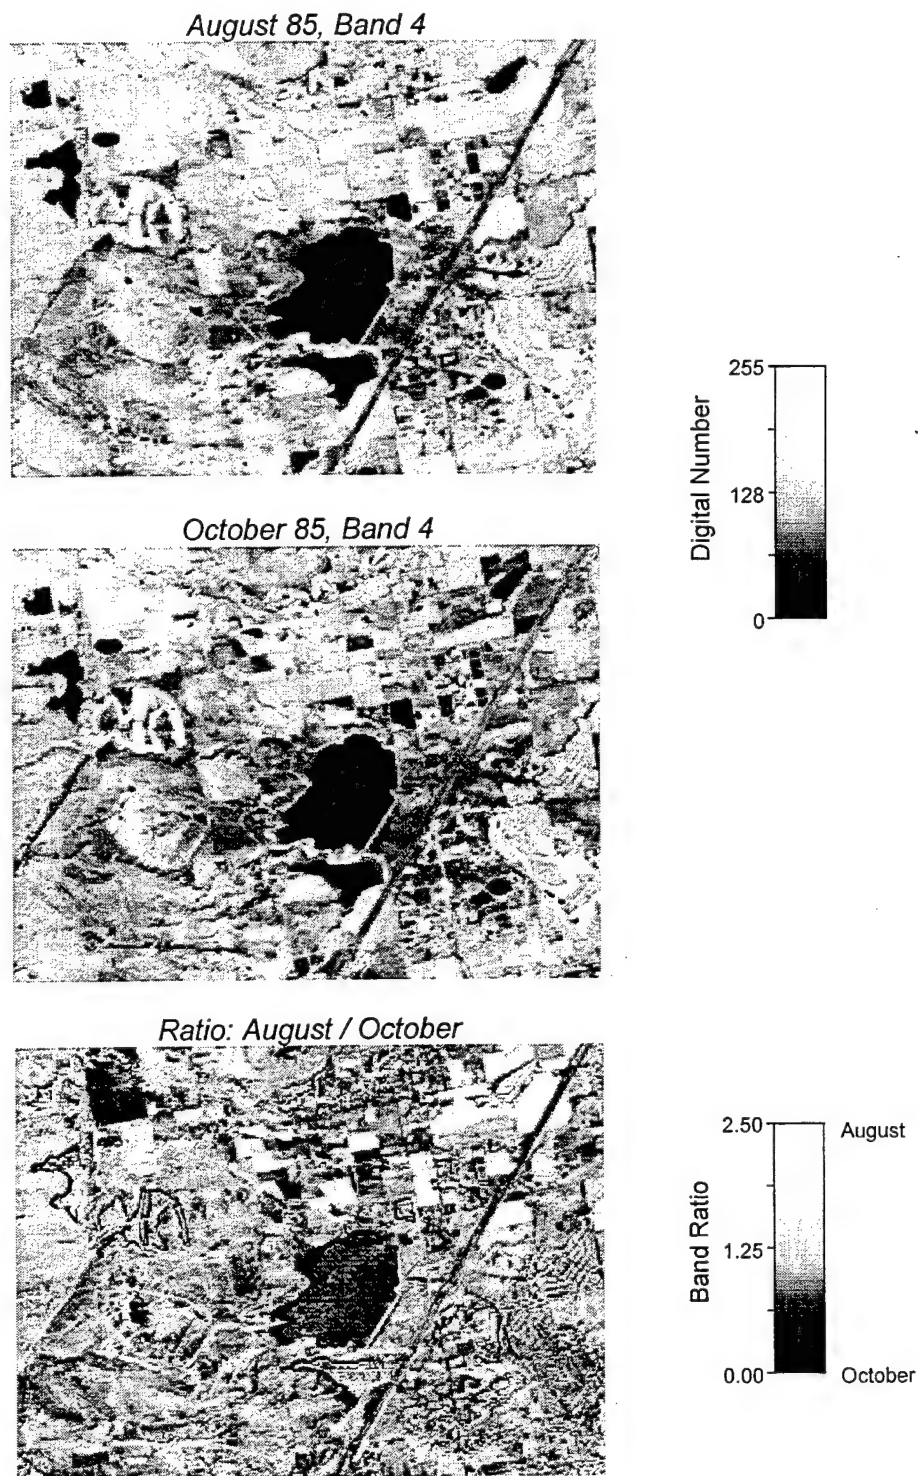 August 85, Band 4
255
128
0
Digital Number
October 85, Band 4
Ratio: August / October
2.50
1.25
0.00
August
October
Band Ratio